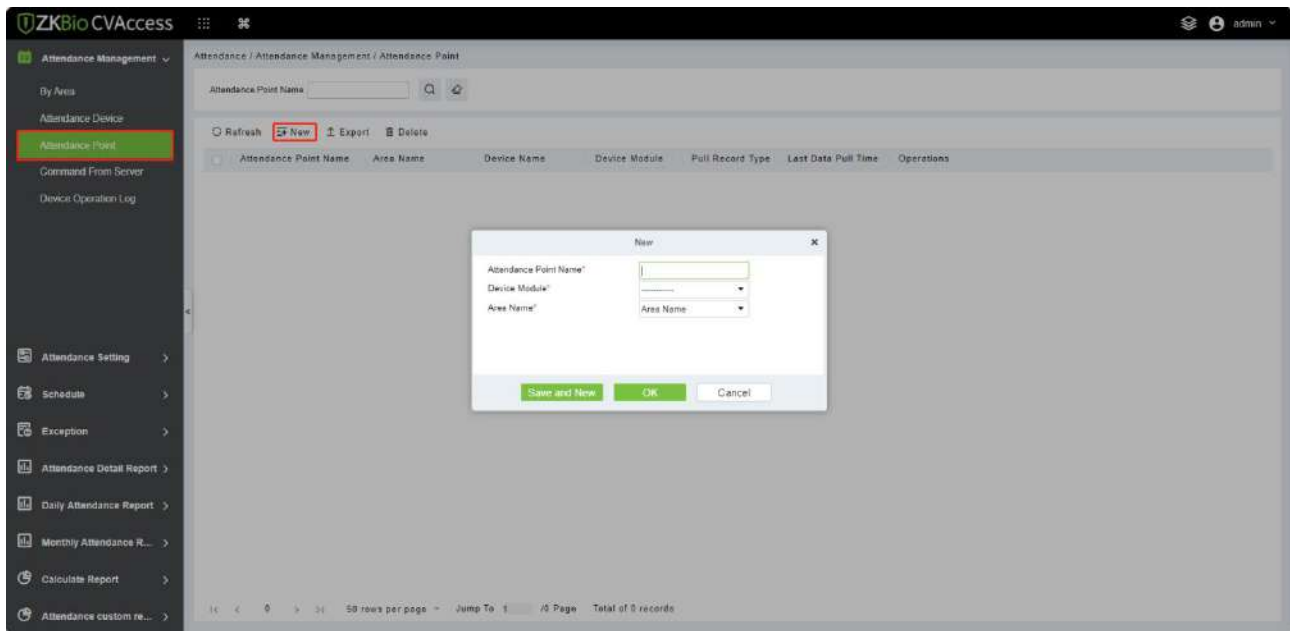 ZKBio CVAccess
admin
Attendance Management
By Area
Attendance Device
Attendance Point
Command From Server
Device Operation Log
Attendance Setting
Schedule
Exception
Attendance Detail Report
Daily Attendance Report
Monthly Attendance R...
Calculate Report
Attendance custom re...
Attendance / Attendance Management / Attendance Point
Attendance Point Name
Refresh New Export Delete
Attendance Point Name Area Name Device Name Device Module Pull Record Type Last Data Pull Time Operations
New
Attendance Point Name*
Device Module* ----------
Area Name* Area Name
Save and New OK Cancel
0 50 rows per page Jump To 1 /0 Page Total of 0 records